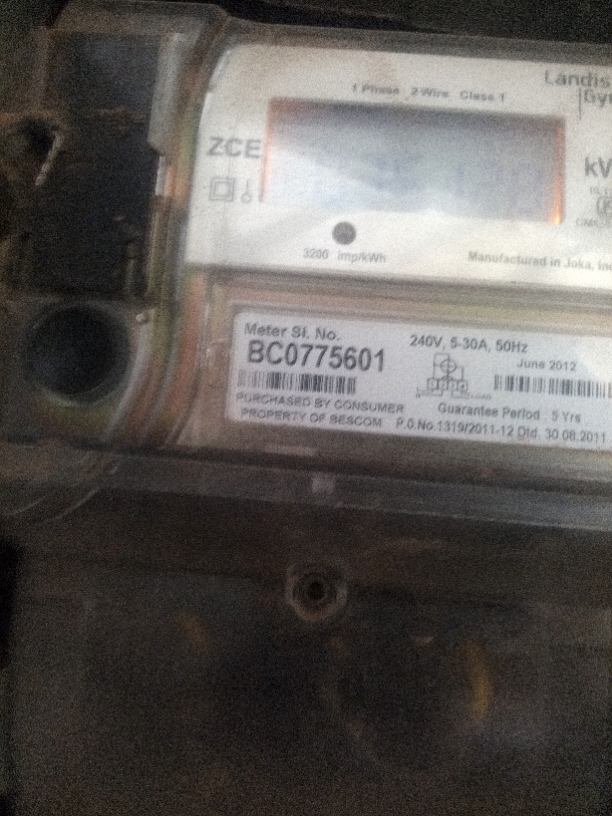 Landis
Gyr
1 Phase 2 Wire Class 1
ZCE
3200 imp/kWh
Manufactured in Joka,
Meter Sl. No.
BC0775601
240V, 5-30A, 50Hz
June 2012
PURCHASED BY CONSUMER
PROPERTY OF BESCOM
Guarantee Period 5 Yrs
P.O.No.1319/2011-12 Dtd. 30.08.2011